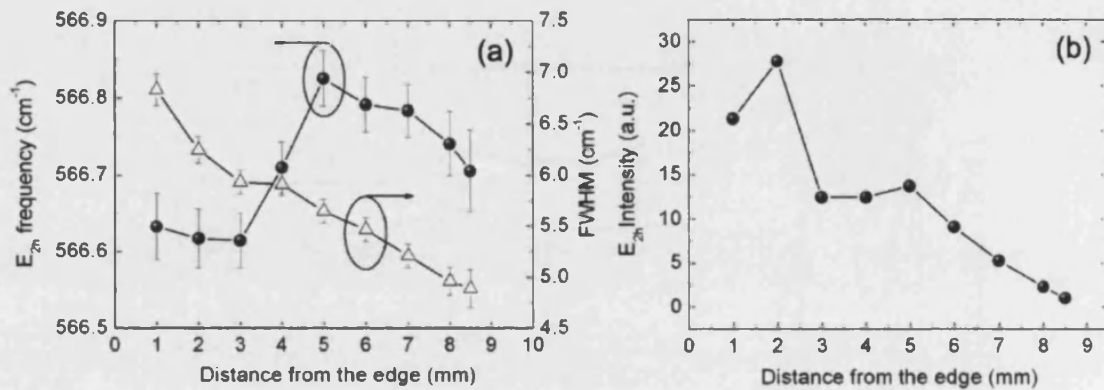 (a)
E2h frequency (cm-1)
566.9
566.8
566.7
566.6
566.5
0 1 2 3 4 5 6 7 8 9 10
Distance from the edge (mm)
7.5
7.0
6.5
6.0
5.5
5.0
4.5
FWHM (cm-1)
(b)
E2h Intensity (a.u.)
30
25
20
15
10
5
0
0 1 2 3 4 5 6 7 8 9
Distance from the edge (mm)